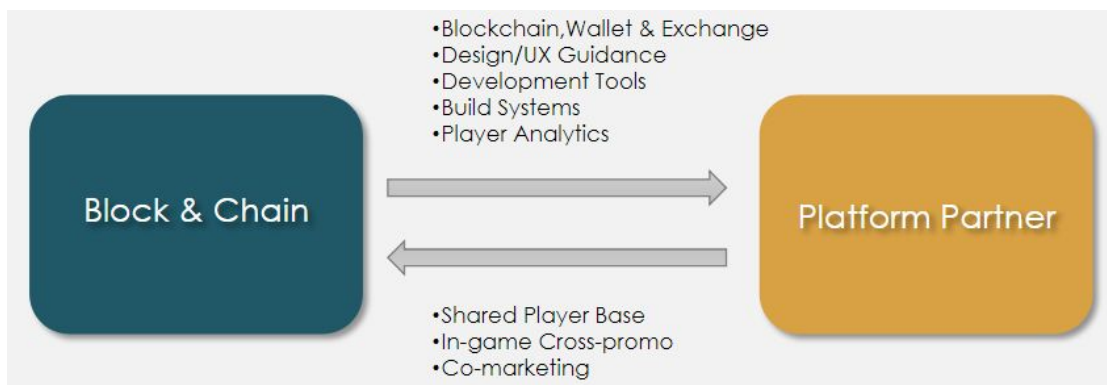 •Blockchain,Wallet & Exchange
•Design/UX Guidance
•Development Tools
•Build Systems
•Player Analytics
Block & Chain
Platform Partner
•Shared Player Base
•In-game Cross-promo
•Co-marketing